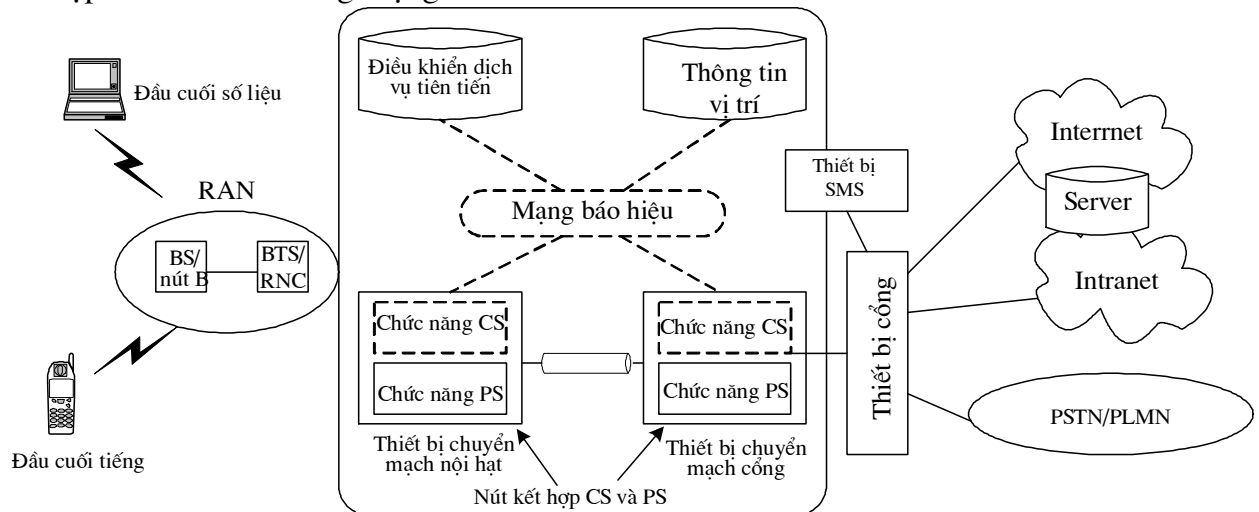 Điều khiển dịch
vụ tiên tiến
Thông tin
vị trí
Đầu cuối số liệu
RAN
BS/
nút B
BTS/
RNC
Mạng báo hiệu
Thiết bị
SMS
Interrnet
Server
Intranet
Chức năng CS
Chức năng PS
Chức năng CS
Chức năng PS
Thiết bị cổng
PSTN/PLMN
Đầu cuối tiếng
Thiết bị chuyển
mạch nội hạt
Thiết bị chuyển
mạch cổng
Nút kết hợp CS và PS